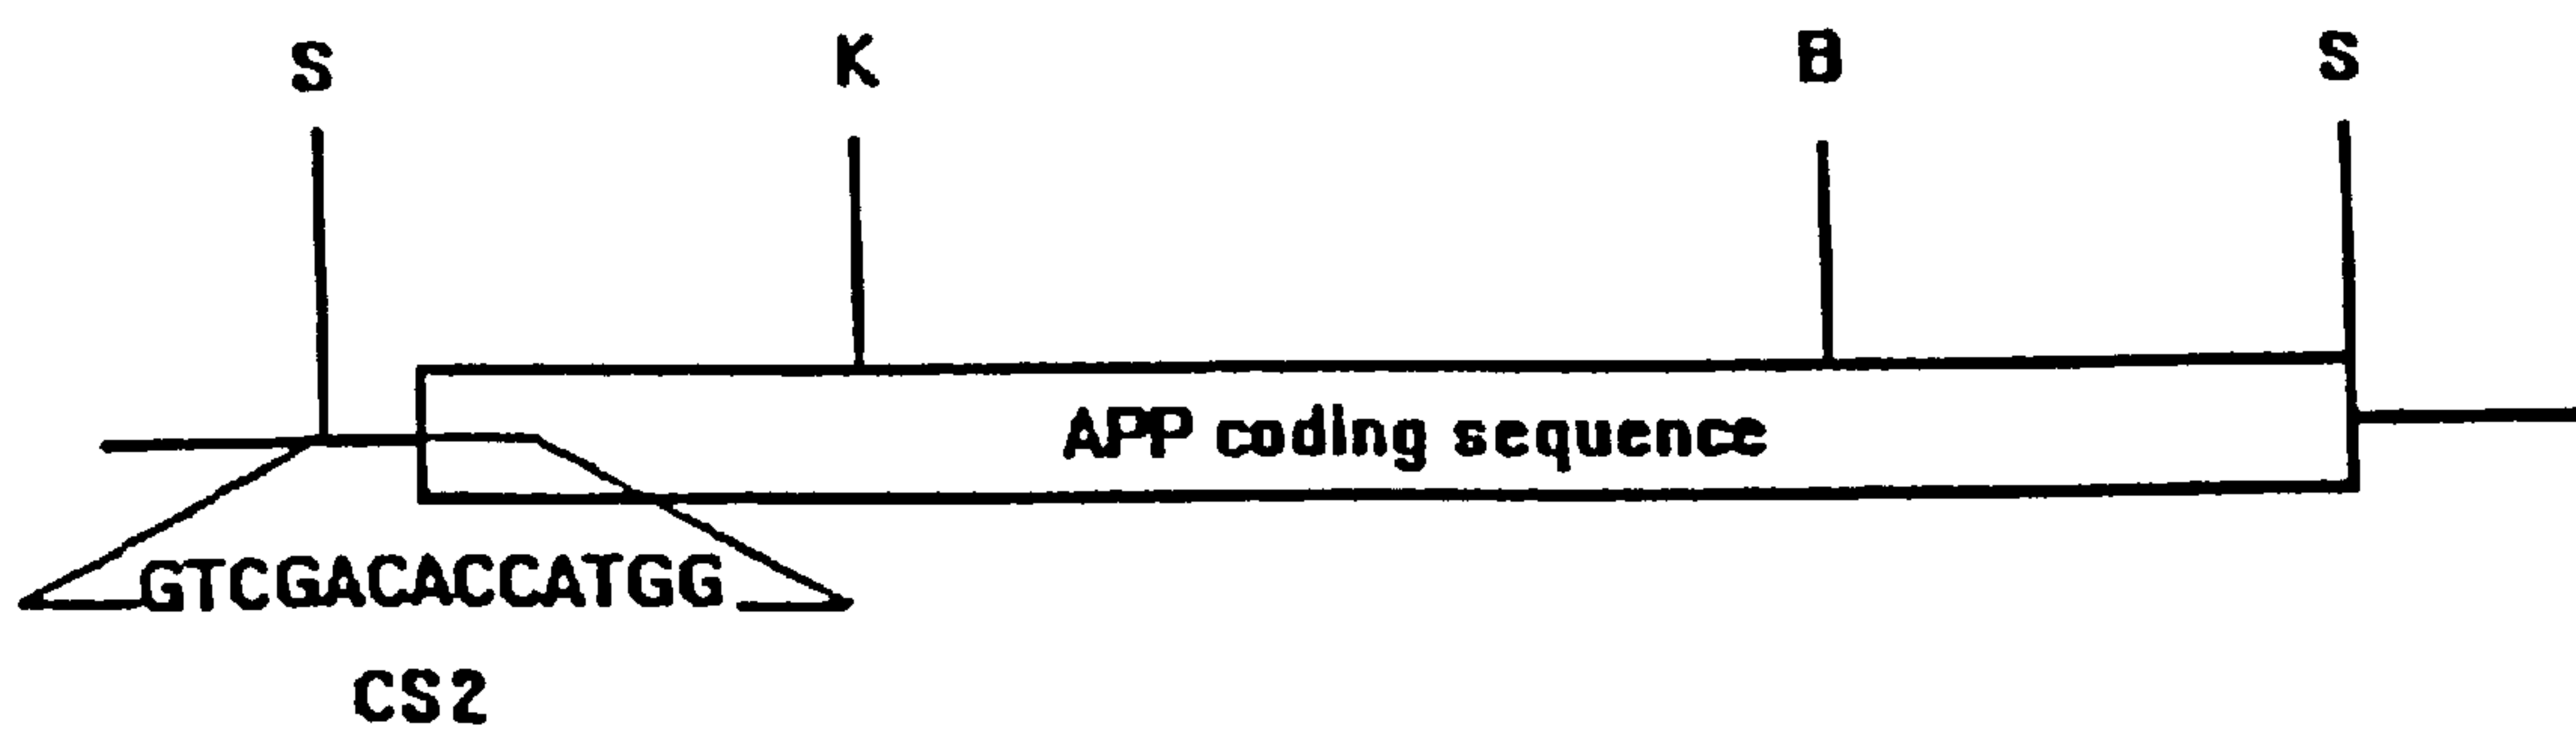 S K B S
APP coding sequence
GTCGACACCATGG
CS2